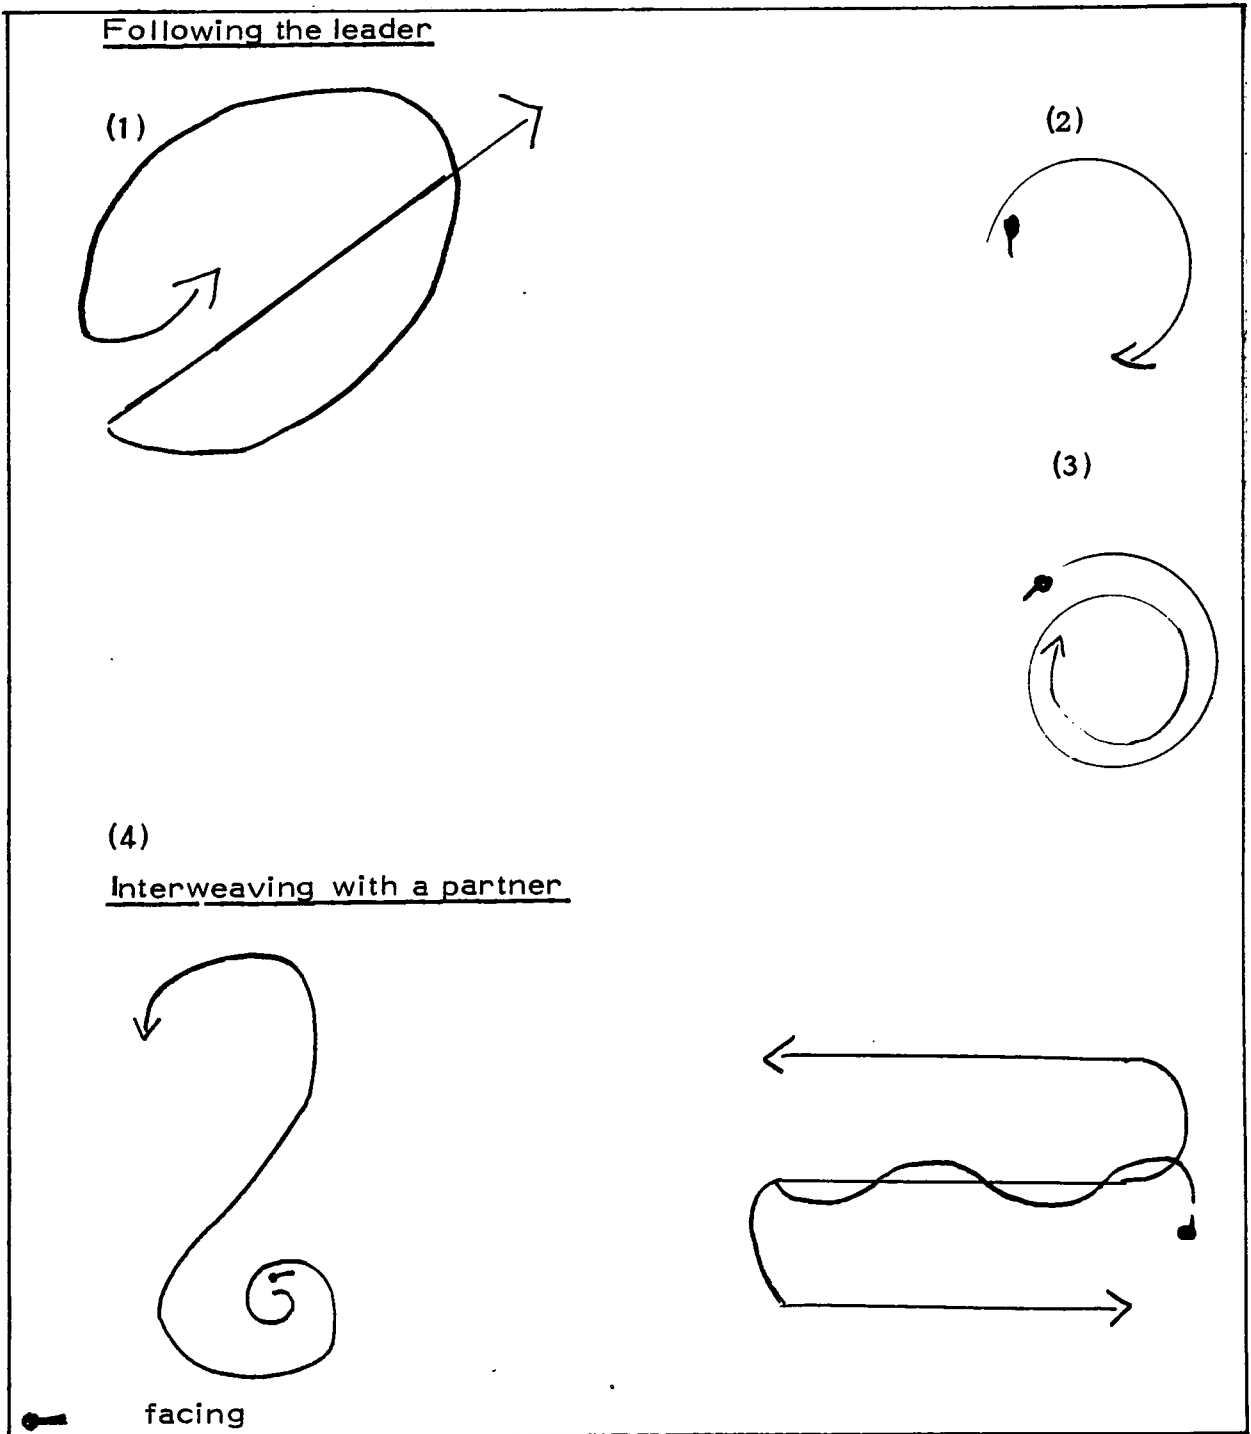 Following the leader
(1)
(2)
(3)
(4)
Interweaving with a partner
facing